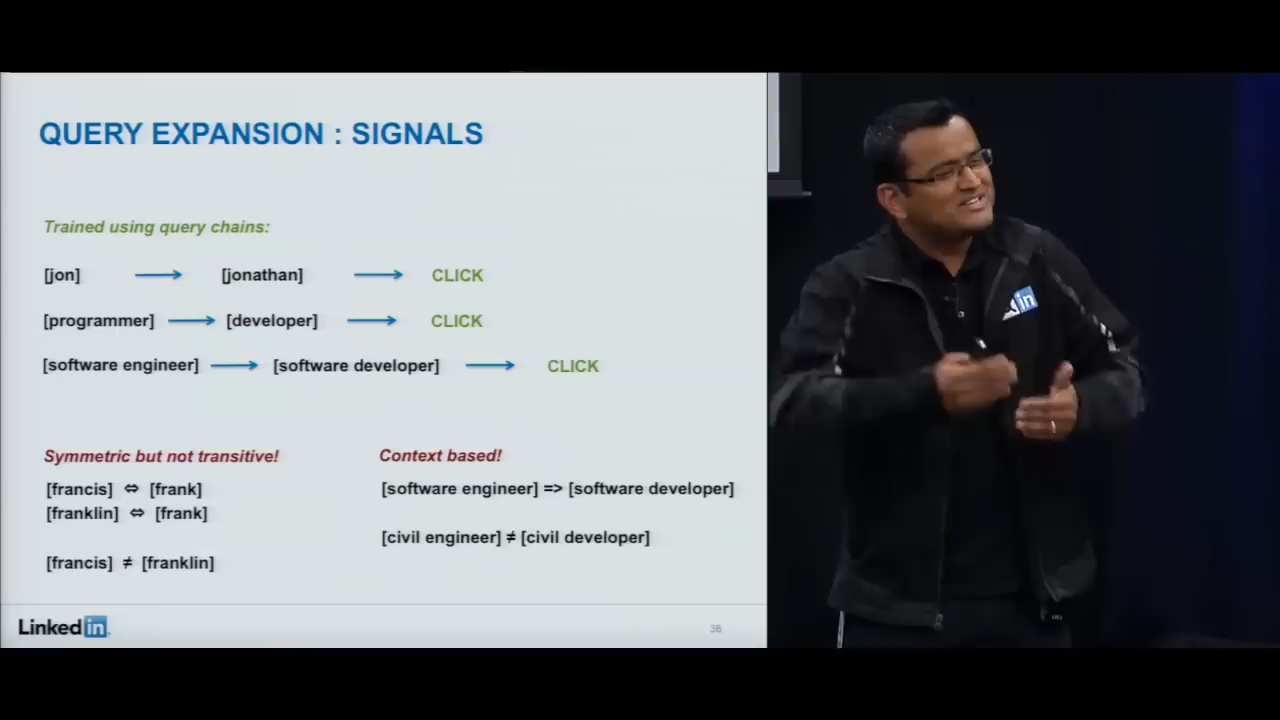 QUERY EXPANSION : SIGNALS
Trained using query chains:
[jon] → [jonathan] → CLICK
[programmer] → [developer] → CLICK
[software engineer] → [software developer] → CLICK
Symmetric but not transitive!
[francis] ⇔ [frank]
[franklin] ⇔ [frank]
[francis] ≠ [franklin]
Context based!
[software engineer] => [software developer]
[civil engineer] ≠ [civil developer]
LinkedIn
36
in